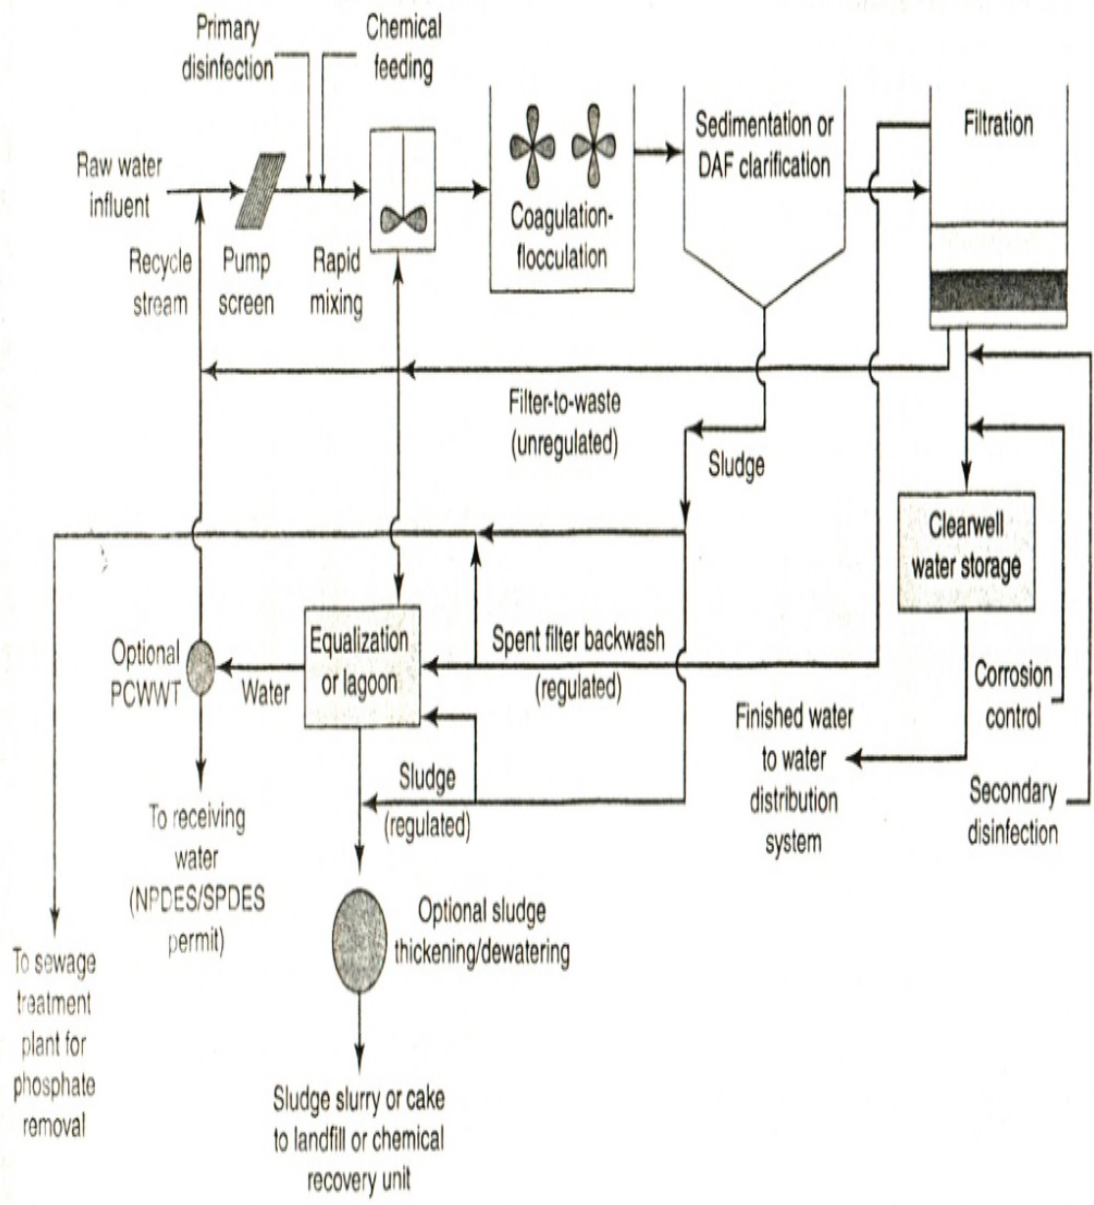 Primary
disinfection
Chemical
feeding
Raw water
influent
Recycle
stream
Pump
screen
Rapid
mixing
Coagulation-
flocculation
Sedimentation or
DAF clarification
Filtration
Filter-to-waste
(unregulated)
Sludge
Clearwell
water storage
Equalization
or lagoon
Spent filter backwash
(regulated)
Optional
PCWWT
Water
Corrosion
control
Finished water
to water
distribution
system
Secondary
disinfection
Sludge
(regulated)
To receiving
water
(NPDES/SPDES
permit)
Optional sludge
thickening/dewatering
To sewage
treatment
plant for
phosphate
removal
Sludge slurry or cake
to landfill or chemical
recovery unit